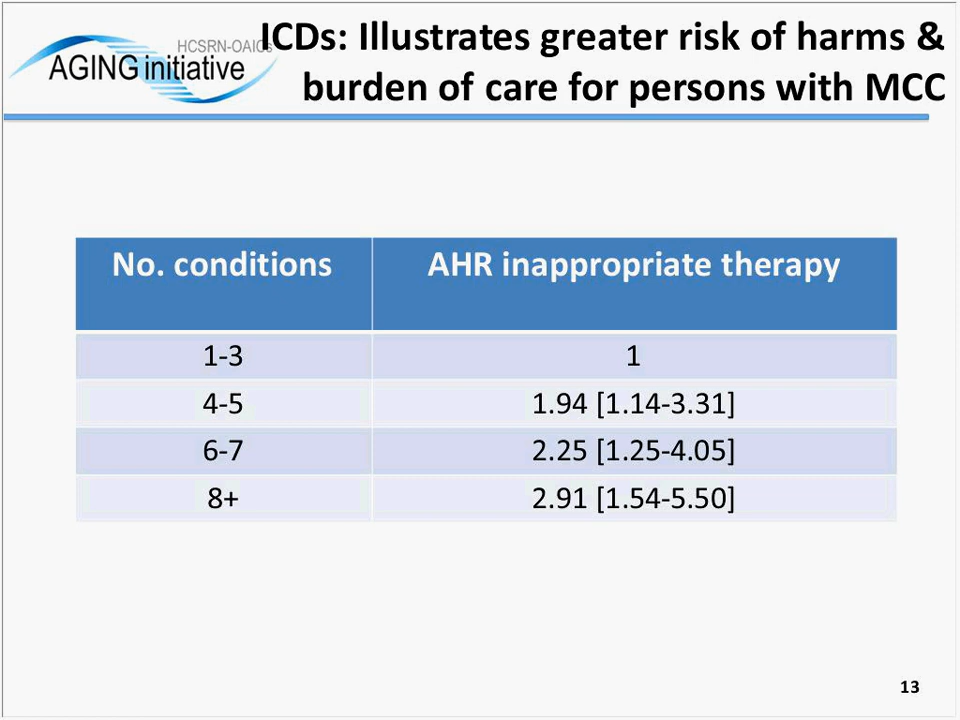 HCSRN-OAICs
AGING initiative
ICDs: Illustrates greater risk of harms &
burden of care for persons with MCC
No. conditions AHR inappropriate therapy
1-3 1
4-5 1.94 [1.14-3.31]
6-7 2.25 [1.25-4.05]
8+ 2.91 [1.54-5.50]
13